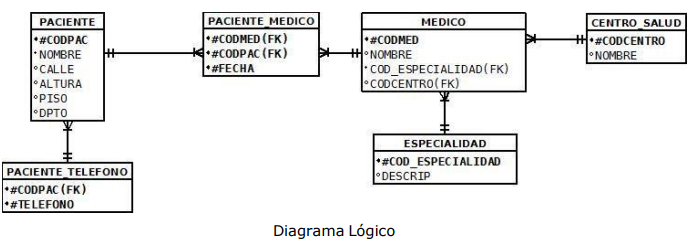 PACIENTE
#CODPAC
NOMBRE
CALLE
ALTURA
PISO
DPTO
PACIENTE_MEDICO
#CODMED(FK)
#CODPAC(FK)
#FECHA
MEDICO
#CODMED
NOMBRE
COD_ESPECIALIDAD(FK)
CODCENTRO(FK)
CENTRO_SALUD
#CODCENTRO
NOMBRE
PACIENTE_TELEFONO
#CODPAC(FK)
#TELEFONO
ESPECIALIDAD
#COD_ESPECIALIDAD
DESCRIP
Diagrama Lógico